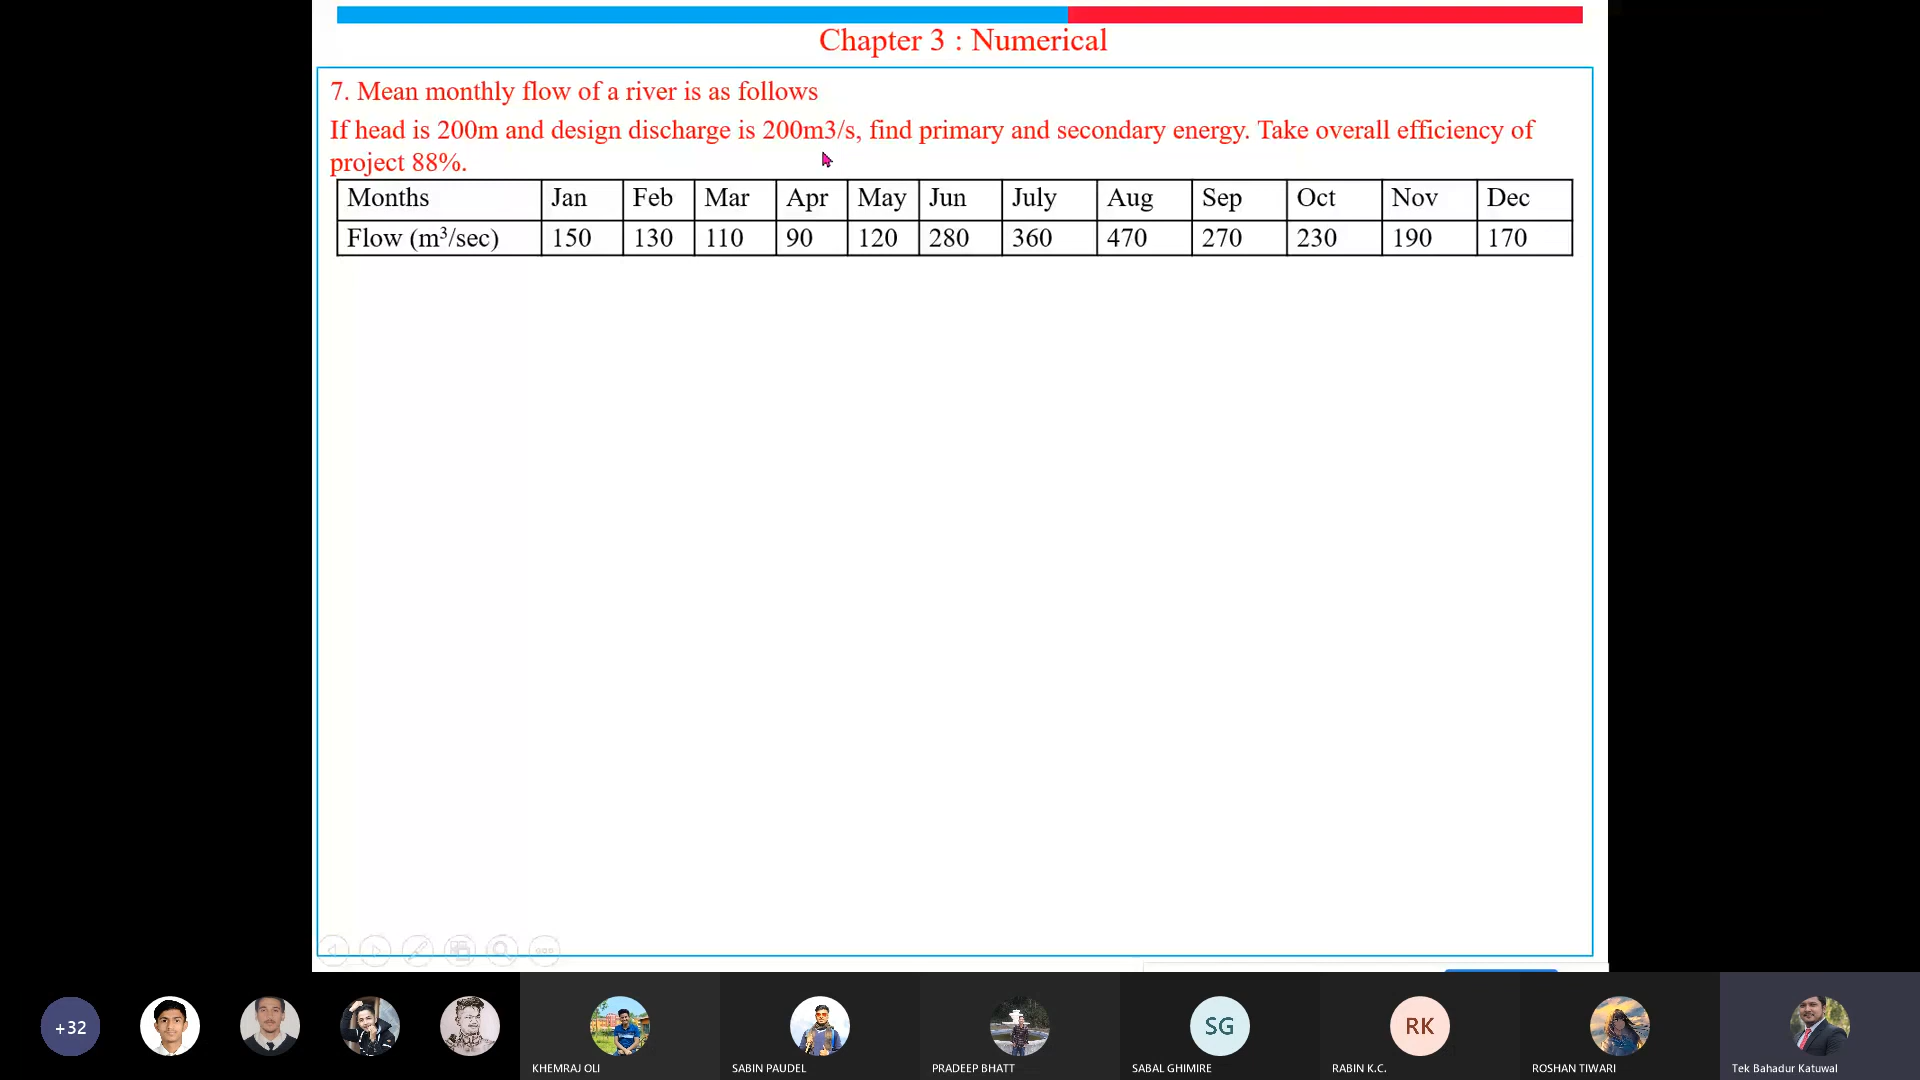 Chapter 3 : Numerical
7. Mean monthly flow of a river is as follows
If head is 200m and design discharge is 200m3/s, find primary and secondary energy. Take overall efficiency of
project 88%.
Months Jan Feb Mar Apr May Jun July Aug Sep Oct Nov Dec
Flow (m³/sec) 150 130 110 90 120 280 360 470 270 230 190 170
+32 SG RK
KHEMRAJ OLI SABIN PAUDEL PRADEEP BHATT SABAL GHIMIRE RABIN K.C. ROSHAN TIWARI Tek Bahadur Katuwal